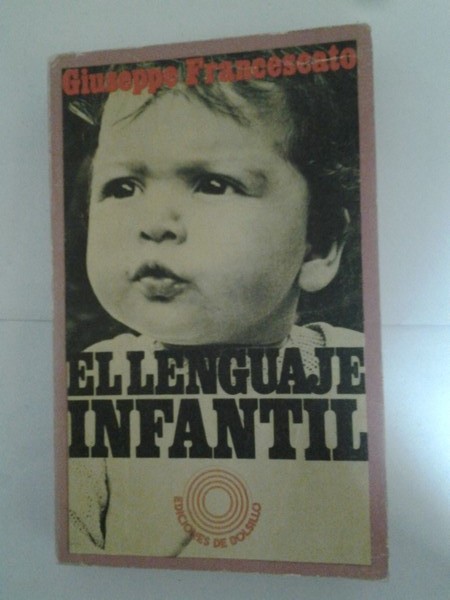 Giuseppe Francescato
EL LENGUAJE
INFANTIL
EDICIONES DE BOLSILLO